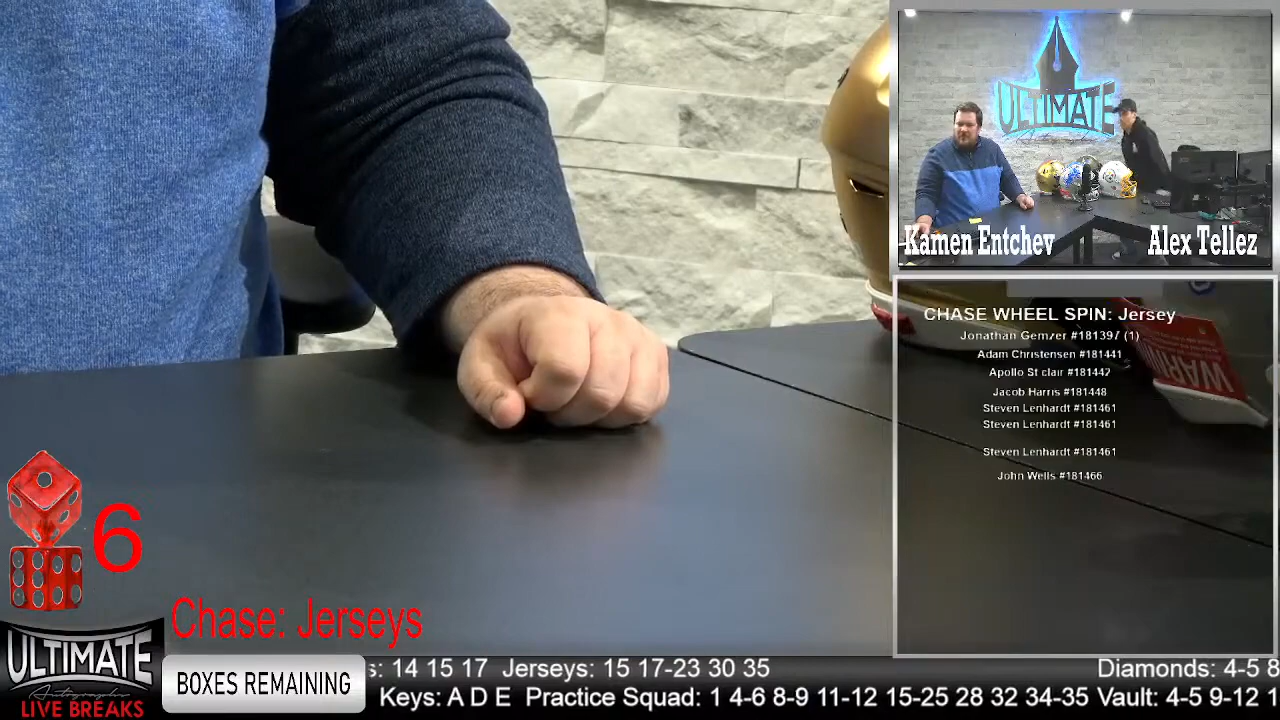 ULTIMATE
Kamen Entchev
Alex Tellez
CHASE WHEEL SPIN: Jersey
Jonathan Gemzer #181397 (1)
Adam Christensen #181441
Apollo St clair #181442
Jacob Harris #181448
Steven Lenhardt #181461
Steven Lenhardt #181461
Steven Lenhardt #181461
John Wells #181466
WARNING
6
Chase: Jerseys
ULTIMATE
Autographs
LIVE BREAKS
BOXES REMAINING
s: 14 15 17 Jerseys: 15 17-23 30 35
Diamonds: 4-5 8
Keys: A D E Practice Squad: 1 4-6 8-9 11-12 15-25 28 32 34-35 Vault: 4-5 9-12 1